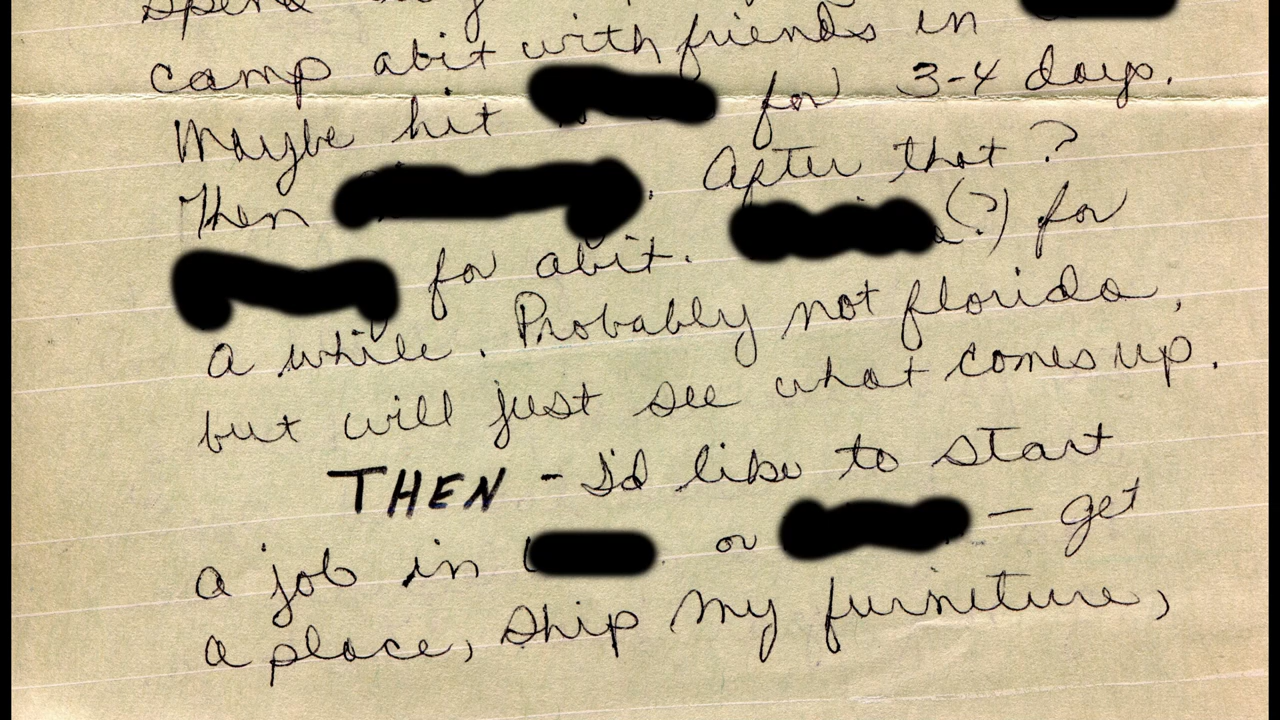 camp abit with friends in
Maybe hit for 3-4 days.
Then . After that?
for abit. (?) for
a while. Probably not florida,
but will just see what comes up.
THEN - I'd like to start
a job in or — get
a place, ship my furniture,